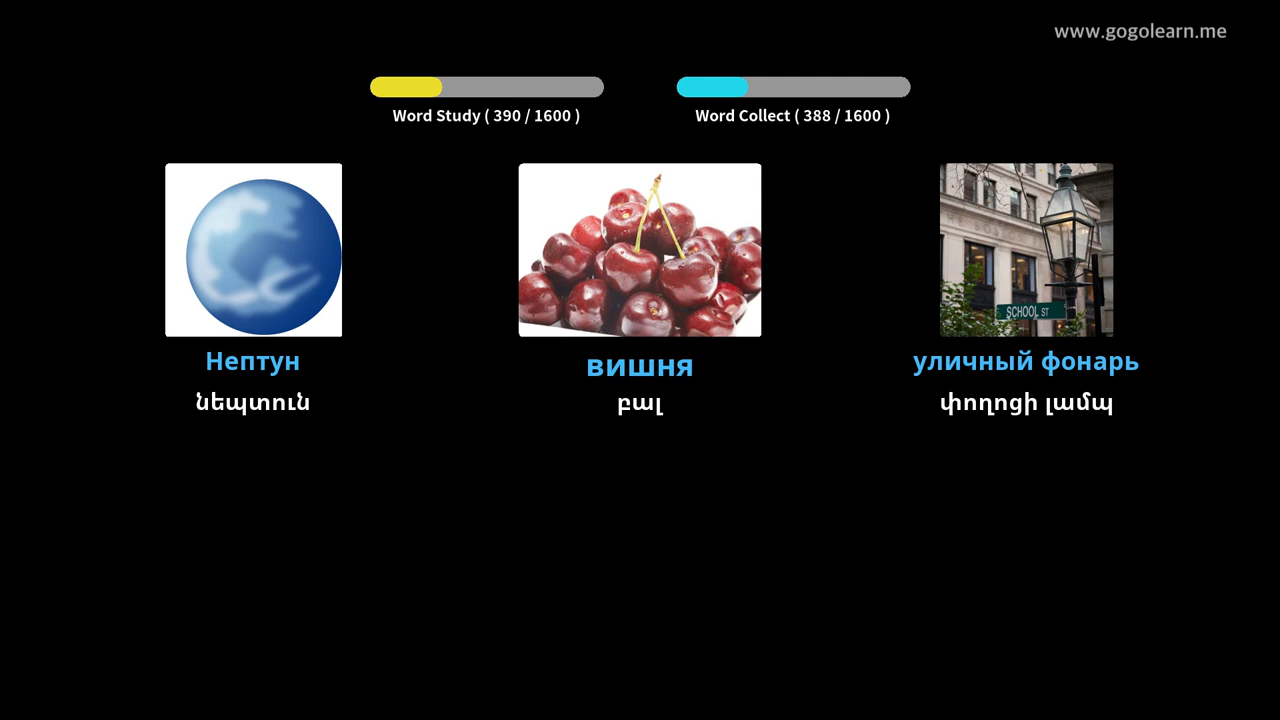 www.gogolearn.me
Word Study ( 390 / 1600 )
Word Collect ( 388 / 1600 )
SCHOOL ST
Нептун
վեպտուն
вишня
բալ
уличный фонарь
փողոցի լամպ